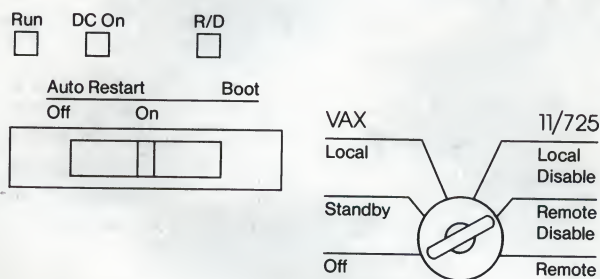 Run DC On R/D
Auto Restart Boot
Off On
VAX 11/725
Local Local Disable
Standby Remote Disable
Off Remote